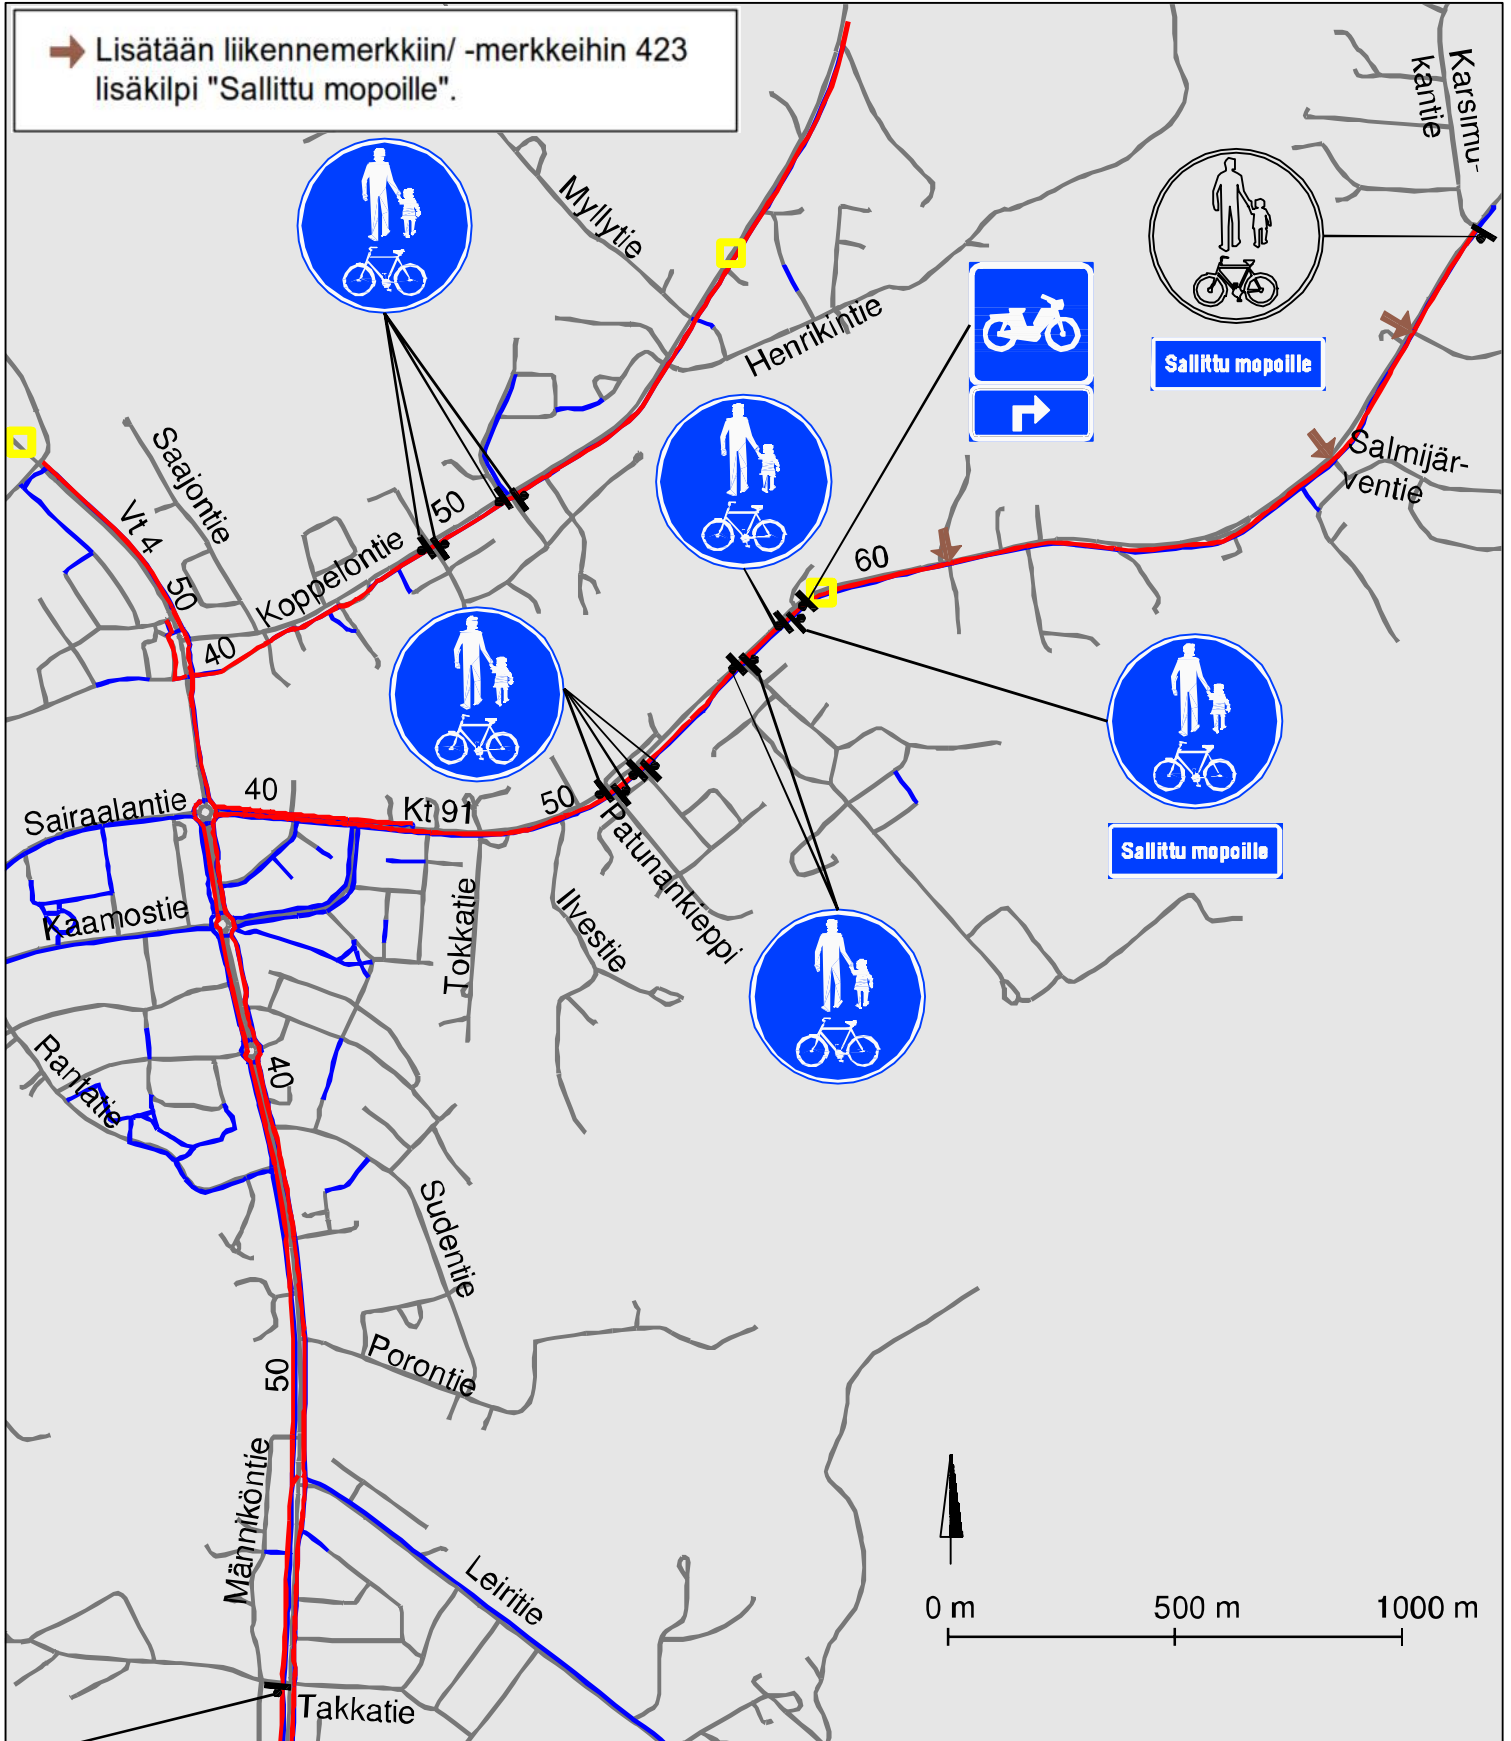 Lisätään liikennemerkkiin/ -merkkeihin 423
lisäkilpi "Sallittu mopoille".
Karsimu-
kantie
Myllytie
Henrikintie
Sallittu mopoille
Saajontie
Salmijär-
ventie
Vt 4
50
50
Koppelontie
60
40
40
Sairaalantie
Kt 91
50
Patunankieppi
Sallittu mopoille
Kaamostie
Tokkatie
Ilvestie
Rantatie
40
Sudentie
Porontie
50
Männiköntie
Leiritie
0 m
500 m
1000 m
Takkatie